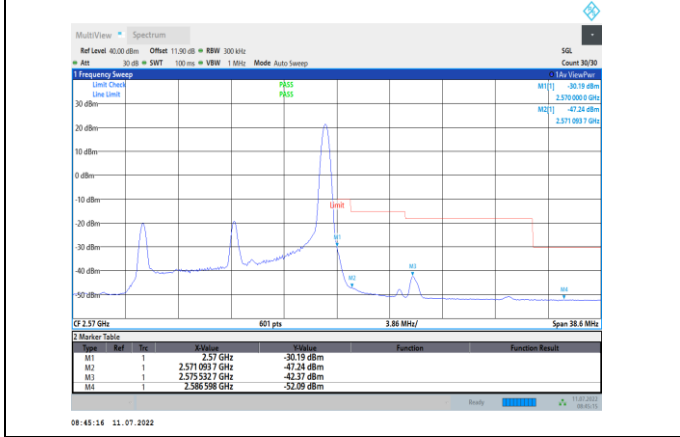 MultiView Spectrum
Ref Level 40.00 dBm Offset 11.90 dB RBW 300 kHz SGL
Att 30 dB SWT 100 ms VBW 1 MHz Mode Auto Sweep Count 30/30
1 Frequency Sweep 1Av ViewPwr
Limit Check PASS M1[1] -30.19 dBm
Line Limit PASS 2.570 000 0 GHz
30 dBm M2[1] -47.24 dBm
2.571 093 7 GHz
20 dBm
10 dBm
0 dBm
-10 dBm
Limit
-20 dBm
M1
-30 dBm
M3
-40 dBm
M2
M4
-50 dBm
CF 2.57 GHz 601 pts 3.86 MHz/ Span 38.6 MHz
2 Marker Table
Type Ref Trc X-Value Y-Value Function Function Result
M1 1 2.57 GHz -30.19 dBm
M2 1 2.571 093 7 GHz -47.24 dBm
M3 1 2.575 532 7 GHz -42.37 dBm
M4 1 2.586 598 GHz -52.09 dBm
Ready 11.07.2022
08:45:15
08:45:16 11.07.2022